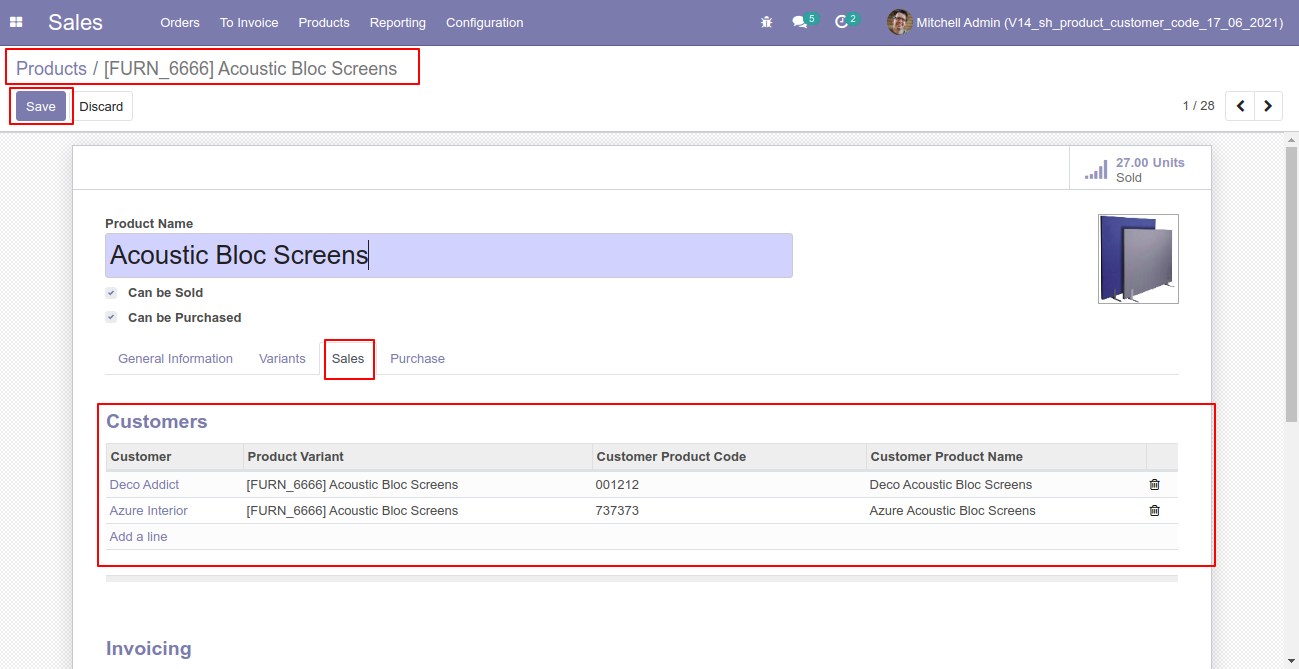 Sales Orders To Invoice Products Reporting Configuration 5 2 Mitchell Admin (V14_sh_product_customer_code_17_06_2021)
Products / [FURN_6666] Acoustic Bloc Screens
Save Discard 1 / 28
27.00 Units
Sold
Product Name
Acoustic Bloc Screens
Can be Sold
Can be Purchased
General Information Variants Sales Purchase
Customers
Customer Product Variant Customer Product Code Customer Product Name
Deco Addict [FURN_6666] Acoustic Bloc Screens 001212 Deco Acoustic Bloc Screens
Azure Interior [FURN_6666] Acoustic Bloc Screens 737373 Azure Acoustic Bloc Screens
Add a line
Invoicing